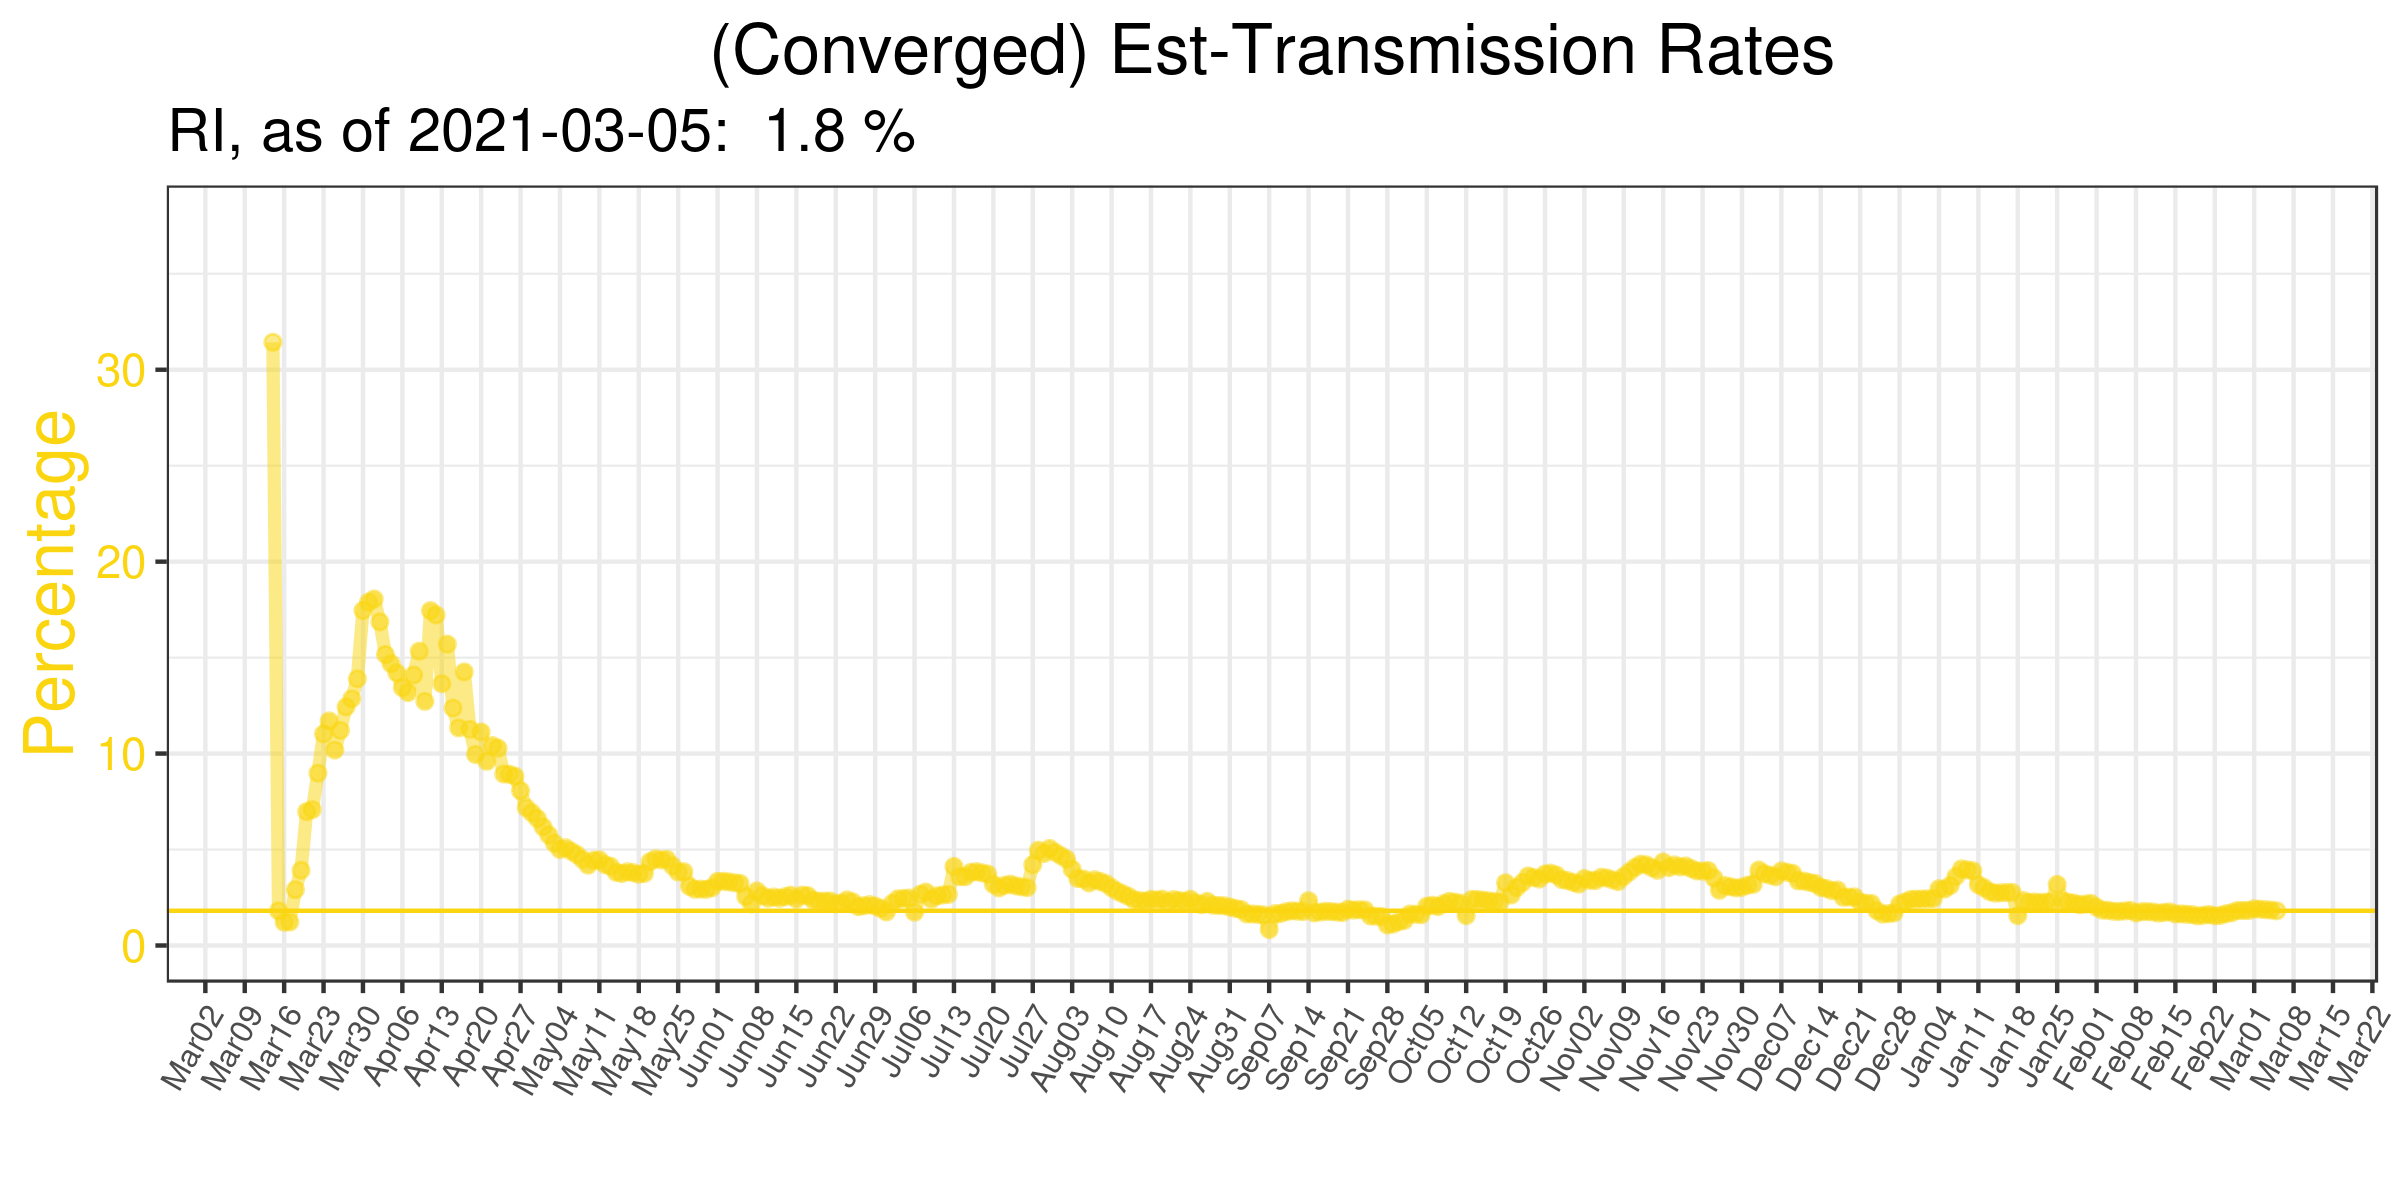 (Converged) Est-Transmission Rates
RI, as of 2021-03-05:  1.8 %
Percentage
30
20
10
0
Mar02
Mar09
Mar16
Mar23
Mar30
Apr06
Apr13
Apr20
Apr27
May04
May11
May18
May25
Jun01
Jun08
Jun15
Jun22
Jun29
Jul06
Jul13
Jul20
Jul27
Aug03
Aug10
Aug17
Aug24
Aug31
Sep07
Sep14
Sep21
Sep28
Oct05
Oct12
Oct19
Oct26
Nov02
Nov09
Nov16
Nov23
Nov30
Dec07
Dec14
Dec21
Dec28
Jan04
Jan11
Jan18
Jan25
Feb01
Feb08
Feb15
Feb22
Mar01
Mar08
Mar15
Mar22